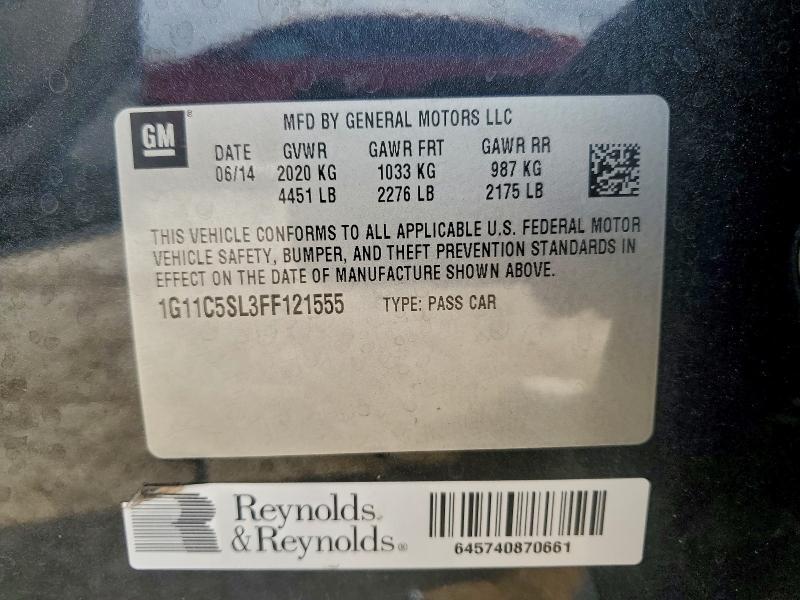 GM
MFD BY GENERAL MOTORS LLC
DATE GVWR GAWR FRT GAWR RR
06/14 2020 KG 1033 KG 987 KG
4451 LB 2276 LB 2175 LB
THIS VEHICLE CONFORMS TO ALL APPLICABLE U.S. FEDERAL MOTOR
VEHICLE SAFETY, BUMPER, AND THEFT PREVENTION STANDARDS IN
EFFECT ON THE DATE OF MANUFACTURE SHOWN ABOVE.
1G11C5SL3FF121555 TYPE: PASS CAR
Reynolds
& Reynolds®
645740870661